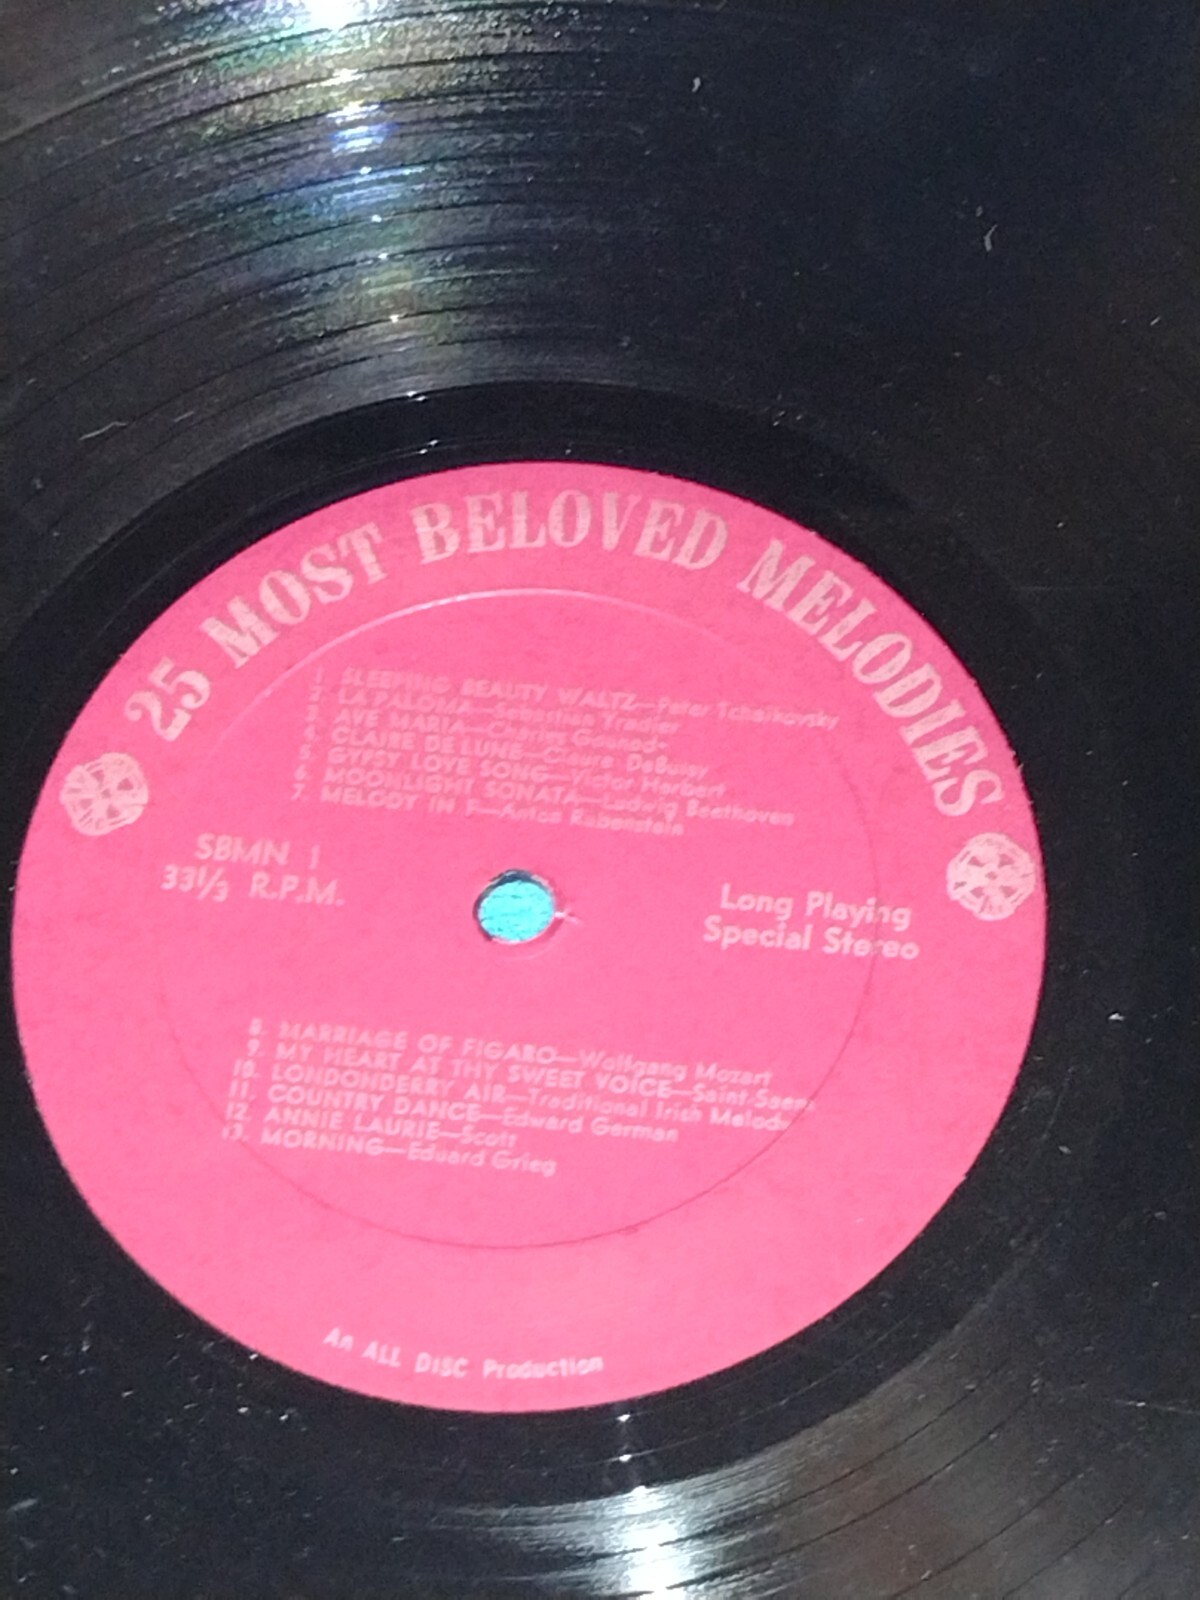 25 MOST BELOVED MELODIES
1. SLEEPING BEAUTY WALTZ—Peter Tchaikovsky
2. LA PALOMA—Sebastian Yradier
3. AVE MARIA—Charles Gounod
4. CLAIRE DE LUNE—Claure DeBussy
5. GYPSY LOVE SONG—Victor Herbert
6. MOONLIGHT SONATA—Ludwig Beethoven
7. MELODY IN F—Anton Rubenstein
SBMN 1
33⅓ R.P.M.
Long Playing
Special Stereo
8. MARRIAGE OF FIGARO—Wolfgang Mozart
9. MY HEART AT THY SWEET VOICE—Saint-Saens
10. LONDONDERRY AIR—Traditional Irish Melody
11. COUNTRY DANCE—Edward German
12. ANNIE LAURIE—Scott
13. MORNING—Eduard Grieg
An ALL DISC Production